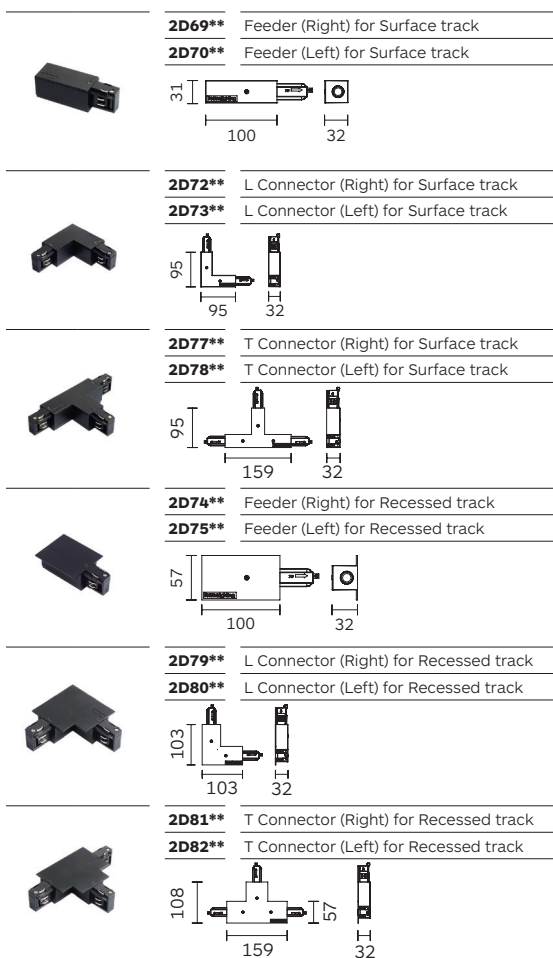 2D69** Feeder (Right) for Surface track
2D70** Feeder (Left) for Surface track
31
100
32
2D72** L Connector (Right) for Surface track
2D73** L Connector (Left) for Surface track
95
95
32
2D77** T Connector (Right) for Surface track
2D78** T Connector (Left) for Surface track
95
159
32
2D74** Feeder (Right) for Recessed track
2D75** Feeder (Left) for Recessed track
57
100
32
2D79** L Connector (Right) for Recessed track
2D80** L Connector (Left) for Recessed track
103
103
32
2D81** T Connector (Right) for Recessed track
2D82** T Connector (Left) for Recessed track
108
57
159
32